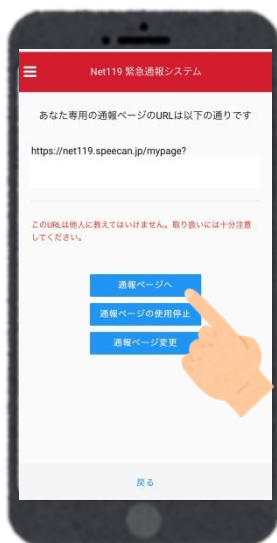 Net119 緊急通報システム
あなた専用の通報ページのURLは以下の通りです
https://net119.speecan.jp/mypage?
このURLは他人に教えてはいけません。取り扱いには十分注意
してください。
通報ページへ
通報ページの使用停止
通報ページ変更
戻る